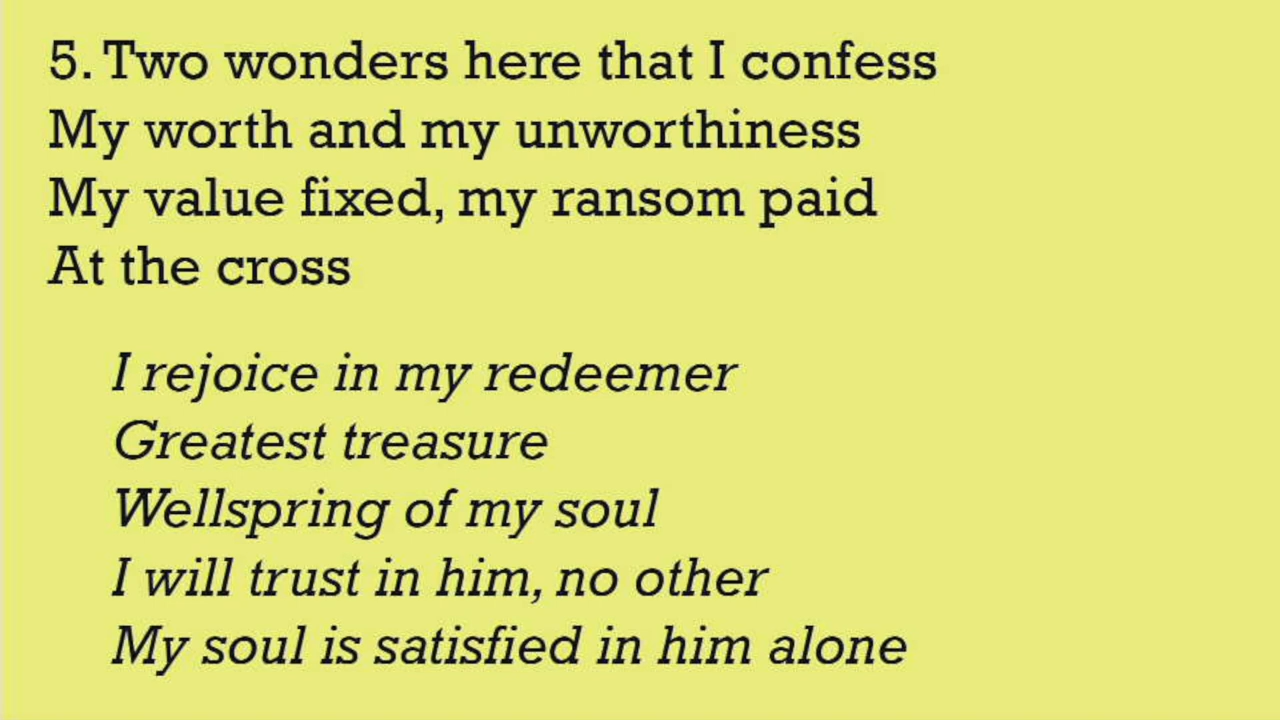 5. Two wonders here that I confess
My worth and my unworthiness
My value fixed, my ransom paid
At the cross
I rejoice in my redeemer
Greatest treasure
Wellspring of my soul
I will trust in him, no other
My soul is satisfied in him alone